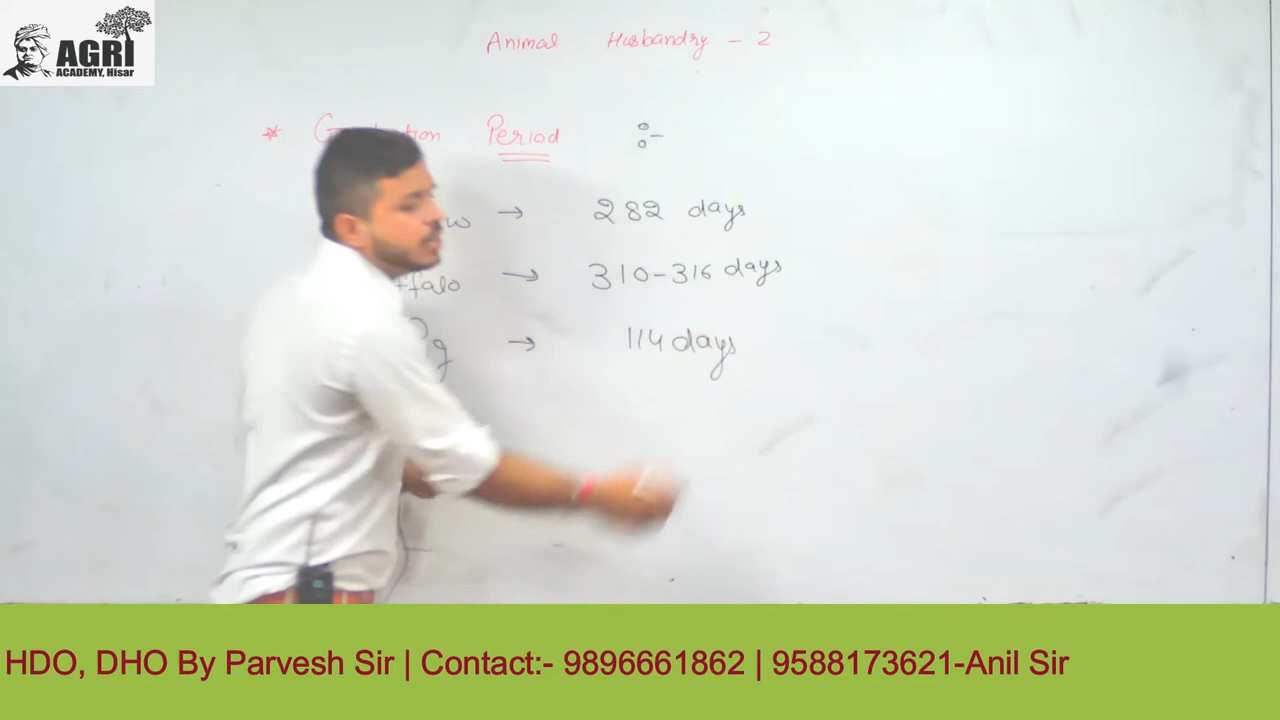 AGRI
ACADEMY, Hisar
Animal Husbandry - 2
* Period :-
→ 282 days
→ 310-316 days
→ 114 days
HDO, DHO By Parvesh Sir | Contact:- 9896661862 | 9588173621-Anil Sir